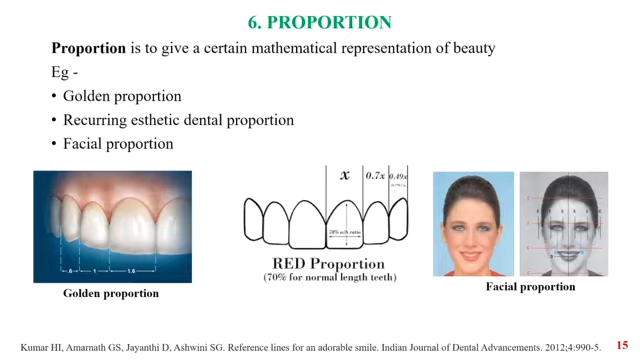 6. PROPORTION
Proportion is to give a certain mathematical representation of beauty
Eg -
• Golden proportion
• Recurring esthetic dental proportion
• Facial proportion
x 0.7x 0.49x
.6 1 1.6
RED Proportion
(70% for normal length teeth)
Golden proportion
Facial proportion
Kumar HI, Amarnath GS, Jayanthi D, Ashwini SG. Reference lines for an adorable smile. Indian Journal of Dental Advancements. 2012;4:990-5.
15